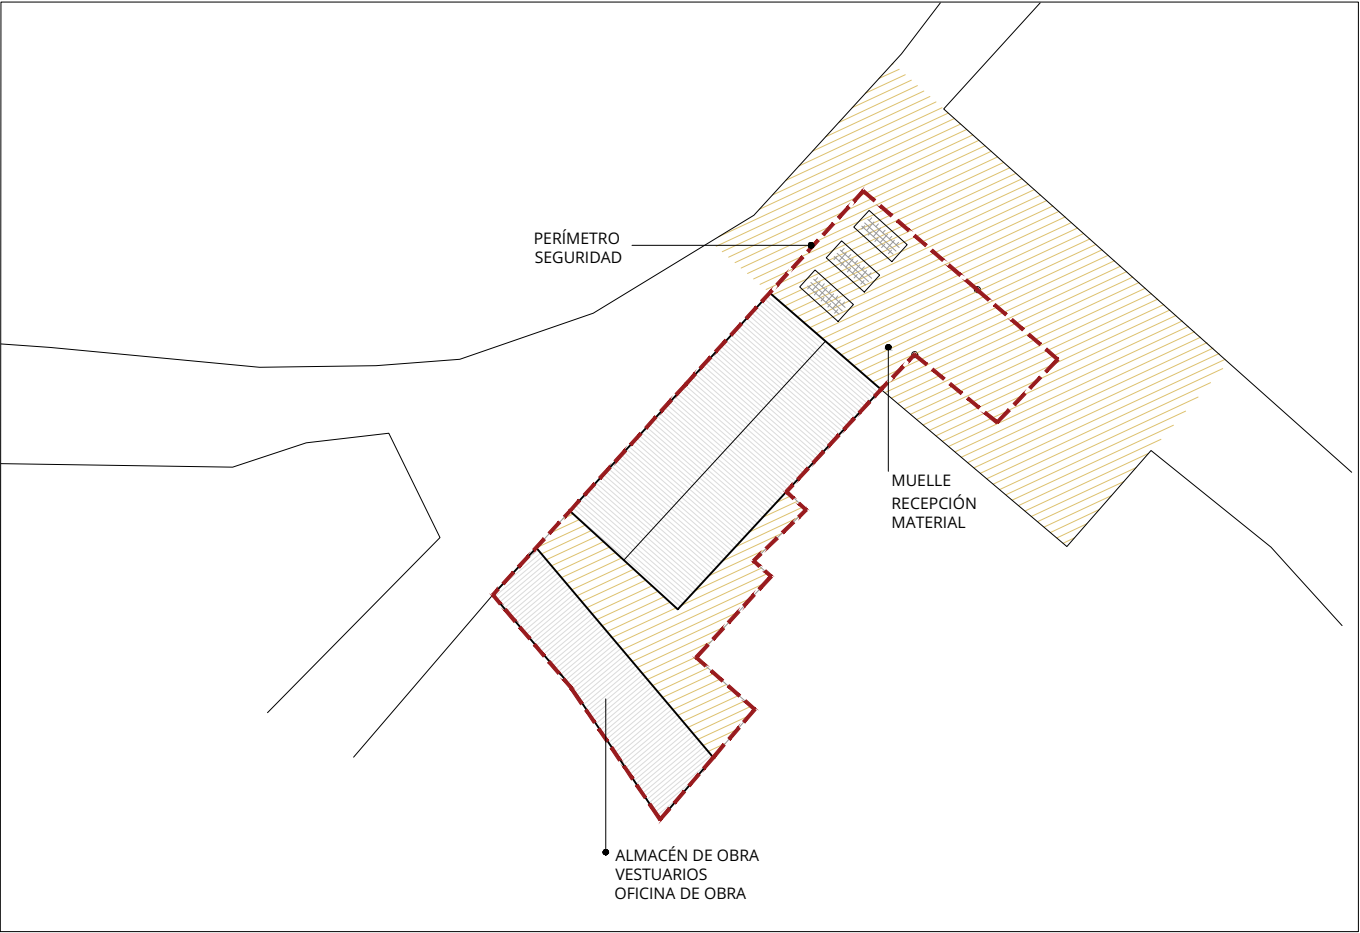 PERÍMETRO
SEGURIDAD
MUELLE
RECEPCIÓN
MATERIAL
ALMACÉN DE OBRA
VESTUARIOS
OFICINA DE OBRA